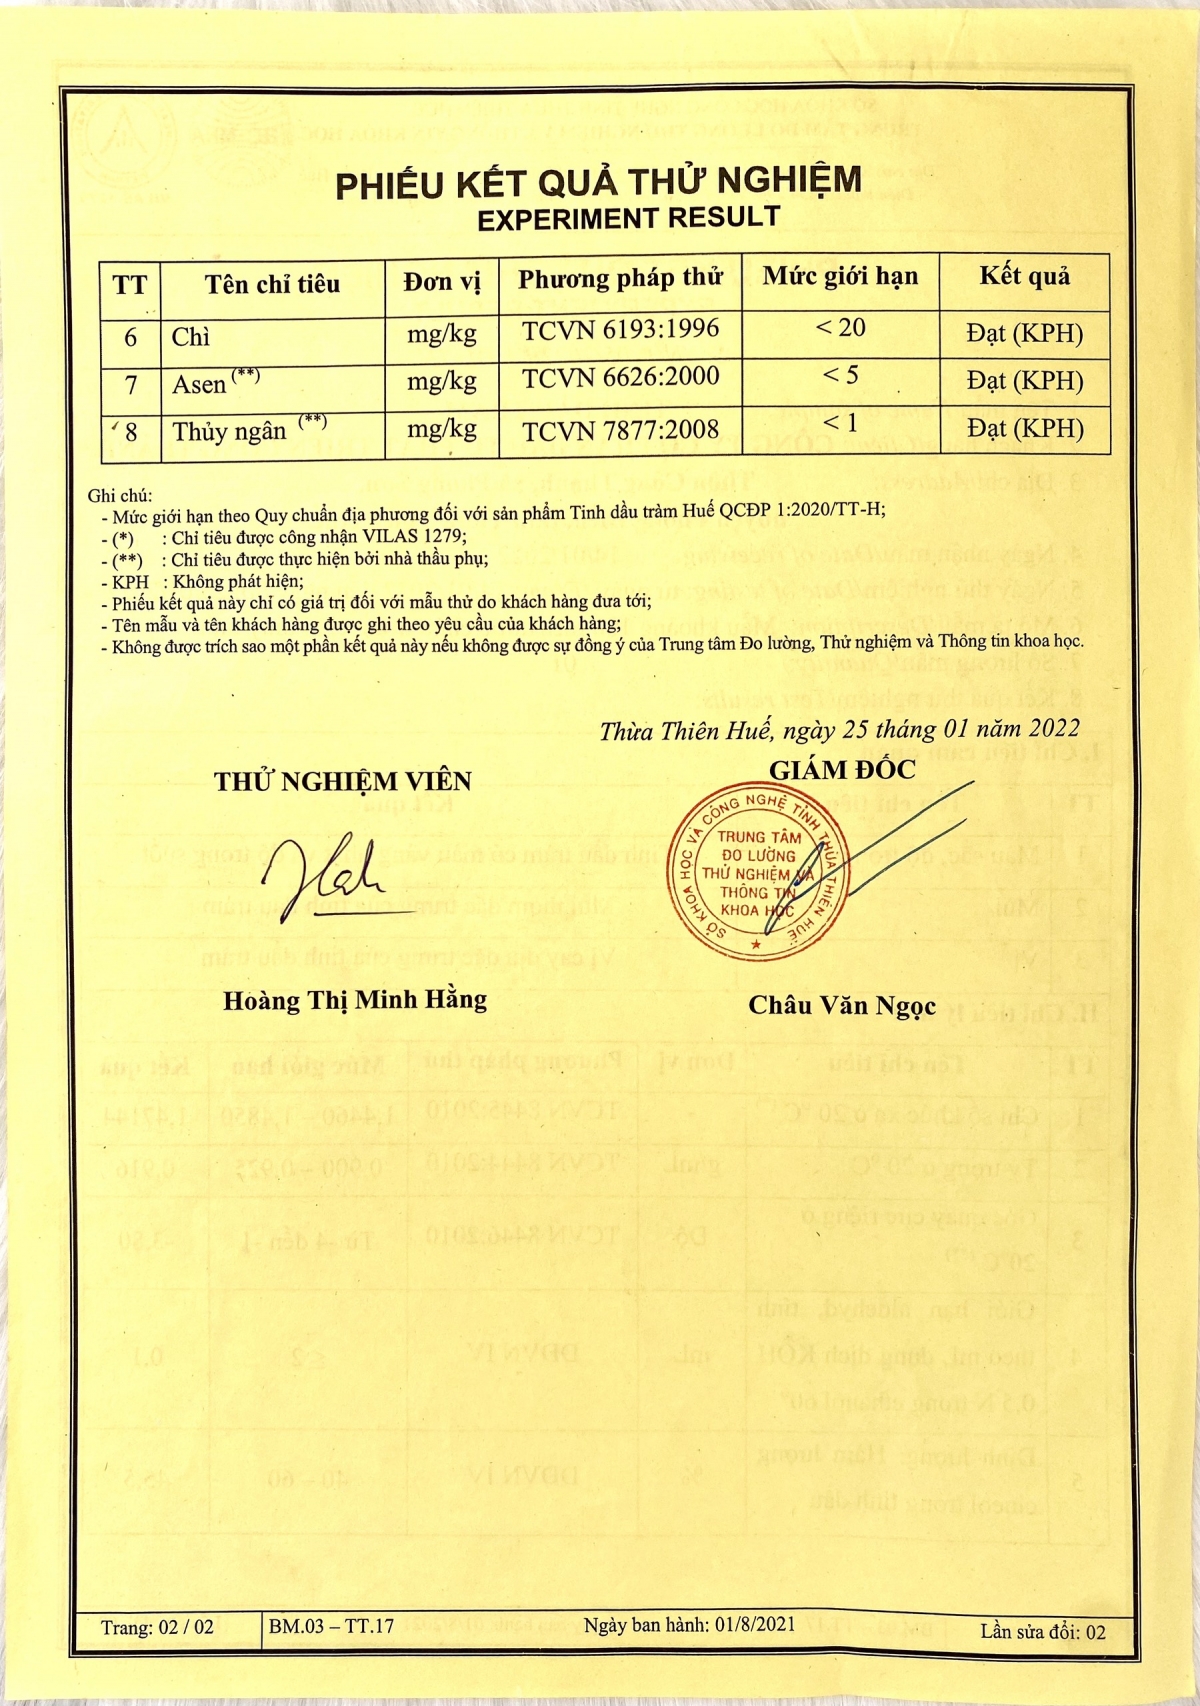 PHIẾU KẾT QUẢ THỬ NGHIỆM
EXPERIMENT RESULT
TT Tên chỉ tiêu Đơn vị Phương pháp thử Mức giới hạn Kết quả
6 Chì mg/kg TCVN 6193:1996 < 20 Đạt (KPH)
7 Asen (**) mg/kg TCVN 6626:2000 < 5 Đạt (KPH)
8 Thủy ngân (**) mg/kg TCVN 7877:2008 < 1 Đạt (KPH)
Ghi chú:
- Mức giới hạn theo Quy chuẩn địa phương đối với sản phẩm Tinh dầu tràm Huế QCĐP 1:2020/TT-H;
- (*) : Chỉ tiêu được công nhận VILAS 1279;
- (**) : Chỉ tiêu được thực hiện bởi nhà thầu phụ;
- KPH : Không phát hiện;
- Phiếu kết quả này chỉ có giá trị đối với mẫu thử do khách hàng đưa tới;
- Tên mẫu và tên khách hàng được ghi theo yêu cầu của khách hàng;
- Không được trích sao một phần kết quả này nếu không được sự đồng ý của Trung tâm Đo lường, Thử nghiệm và Thông tin khoa học.
Thừa Thiên Huế, ngày 25 tháng 01 năm 2022
THỬ NGHIỆM VIÊN
GIÁM ĐỐC
SỞ KHOA HỌC VÀ CÔNG NGHỆ TỈNH THỪA THIÊN HUẾ
TRUNG TÂM
ĐO LƯỜNG
THỬ NGHIỆM VÀ
THÔNG TIN
KHOA HỌC
Hoàng Thị Minh Hằng
Châu Văn Ngọc
Trang: 02 / 02 BM.03 – TT.17 Ngày ban hành: 01/8/2021 Lần sửa đổi: 02